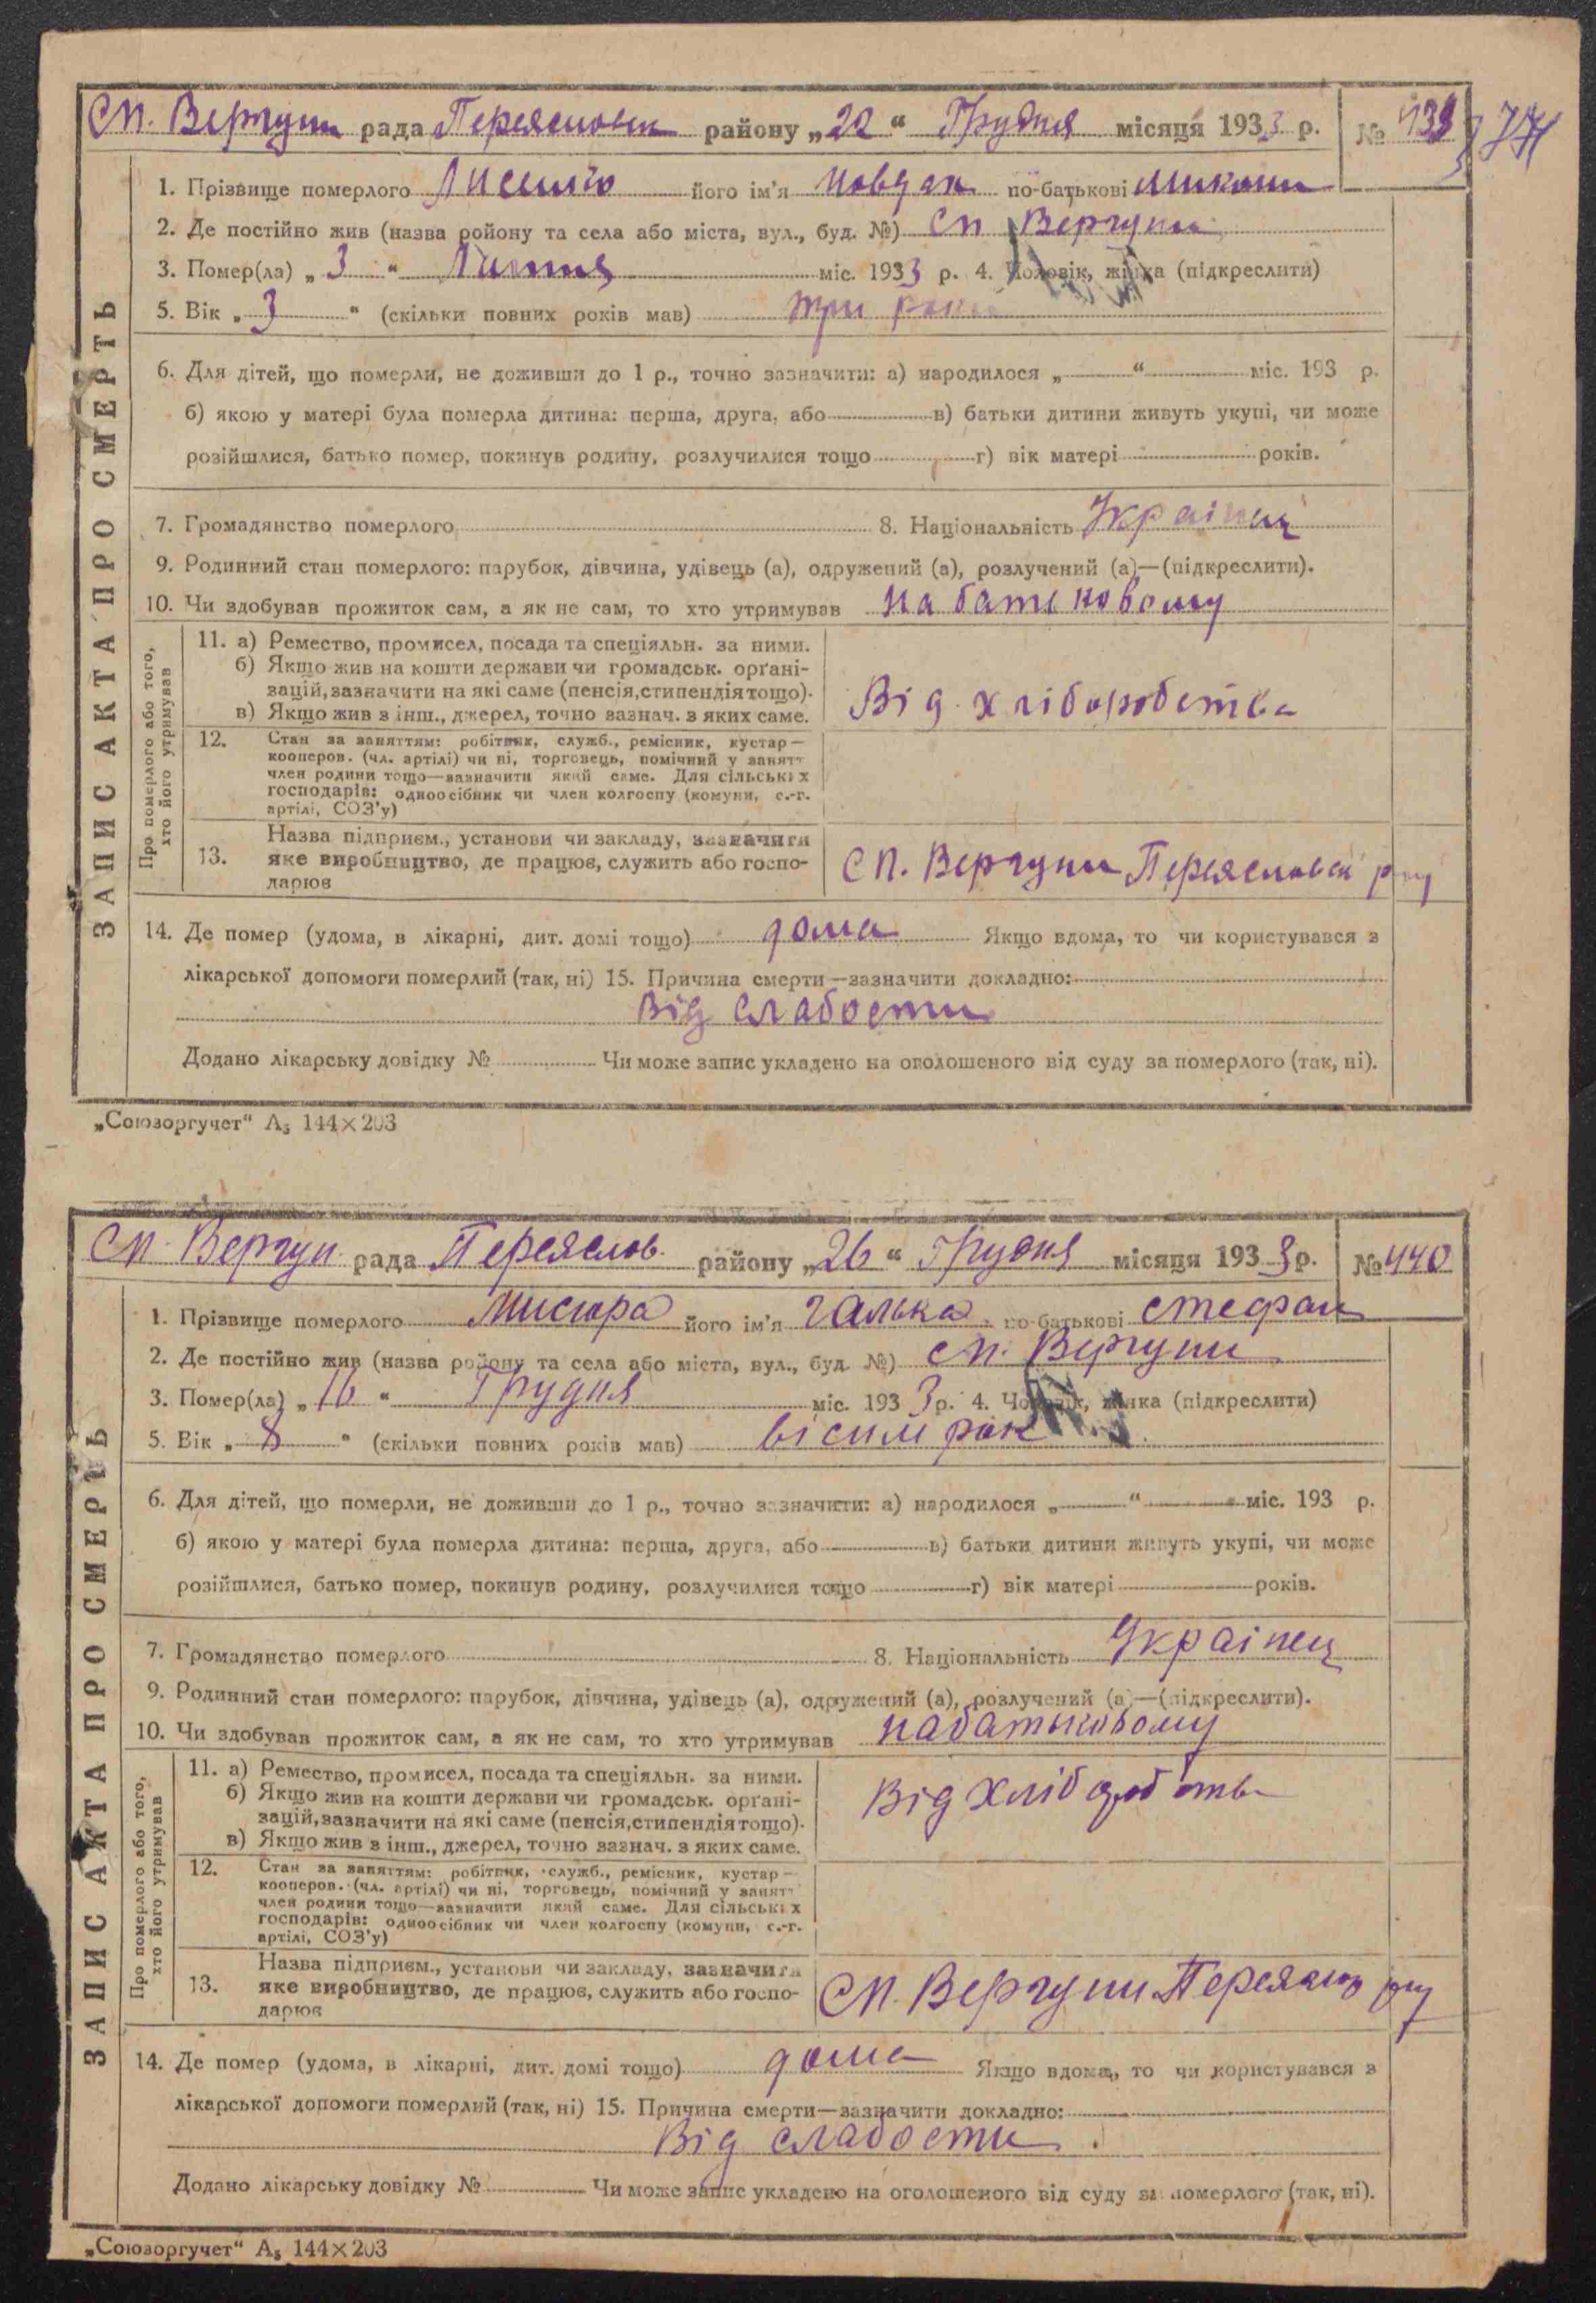 Сп. Вергуни рада Переяслові району „22“ Грудня місяця 1933 р. № 439
377
ЗАПИС АКТА ПРО СМЕРТЬ
1. Прізвище померлого його ім'я по-батькові Микони
2. Де постійно жив (назва ройону та села або міста, вул., буд. №) Сп Вергуни
3. Помер(ла) „3“ Липня міс. 1933 р. 4. Чоловік, жінка (підкреслити)
5. Вік „3“ (скільки повних років мав) три роки
6. Для дітей, що померли, не доживши до 1 р., точно зазначити: а) народилося „ “ міс. 193 р.
б) якою у матері була померла дитина: перша, друга, або в) батьки дитини живуть укупі, чи може
розійшлися, батько помер, покинув родину, розлучилися тощо г) вік матері років.
7. Громадянство померлого 8. Національність Українец
9. Родинний стан померлого: парубок, дівчина, удівець (а), одружений (а), розлучений (а)—(підкреслити).
10. Чи здобував прожиток сам, а як не сам, то хто утримував на батьковому
Про померлого або того, хто його утримував
11. а) Ремество, промисел, посада та спеціяльн. за ними.
б) Якщо жив на кошти держави чи громадськ. орґані-
зацій, зазначити на які саме (пенсія, стипендія тощо).
в) Якщо жив з інш., джерел, точно зазнач. з яких саме.
Від хліборобства
12. Стан за заняттям: робітник, служб., ремісник, кустар—
кооперов. (чл. артілі) чи ні, торговець, помічний у занятт
член родини тощо—зазначити який саме. Для сільських
господарів: одноосібник чи член колгоспу (комуни, с.-г.
артілі, СОЗ'у)
13. Назва підприєм., установи чи закладу, зазначити
яке виробництво, де працює, служить або госпо-
дарює
Сп. Вергуни Переяславсы р-ну
14. Де помер (удома, в лікарні, дит. домі тощо) дома Якщо вдома, то чи користувався з
лікарської допомоги померлий (так, ні) 15. Причина смерти—зазначити докладно:
Від слабости
Додано лікарську довідку № Чи може запис укладено на оголошеного від суду за померлого (так, ні).
„Союзоргучет“ А₅ 144×203
Сп. Вергун рада Переяслов. району „26“ Грудня місяця 1933 р. № 440
ЗАПИС АКТА ПРО СМЕРТЬ
1. Прізвище померлого Мисюра його ім'я галька по-батькові стефан
2. Де постійно жив (назва ройону та села або міста, вул., буд. №) сп. Вергуни
3. Помер(ла) „16“ Грудня міс. 1933 р. 4. Чоловік, жінка (підкреслити)
5. Вік „8“ (скільки повних років мав) вісим рок
6. Для дітей, що померли, не доживши до 1 р., точно зазначити: а) народилося „ “ міс. 193 р.
б) якою у матері була померла дитина: перша, друга, або в) батьки дитини живуть укупі, чи може
розійшлися, батько помер, покинув родину, розлучилися тощо г) вік матері років.
7. Громадянство померлого 8. Національність Українец
9. Родинний стан померлого: парубок, дівчина, удівець (а), одружений (а), розлучений (а)—(підкреслити).
10. Чи здобував прожиток сам, а як не сам, то хто утримував набатьковому
Про померлого або того, хто його утримував
11. а) Ремество, промисел, посада та спеціяльн. за ними.
б) Якщо жив на кошти держави чи громадськ. орґані-
зацій, зазначити на які саме (пенсія, стипендія тощо).
в) Якщо жив з інш., джерел, точно зазнач. з яких саме.
Від
12. Стан за заняттям: робітник, служб., ремісник, кустар—
кооперов. (чл. артілі) чи ні, торговець, помічний у занятт
член родини тощо—зазначити який саме. Для сільських
господарів: одноосібник чи член колгоспу (комуни, с.-г.
артілі, СОЗ'у)
13. Назва підприєм., установи чи закладу, зазначити
яке виробництво, де працює, служить або госпо-
дарює
Сп. Вергуни Переяслов р-ну
14. Де помер (удома, в лікарні, дит. домі тощо) дома Якщо вдома, то чи користувався з
лікарської допомоги померлий (так, ні) 15. Причина смерти—зазначити докладно:
Від слабости
Додано лікарську довідку № Чи може запис укладено на оголошеного від суду за померлого (так, ні).
„Союзоргучет“ А₅ 144×203